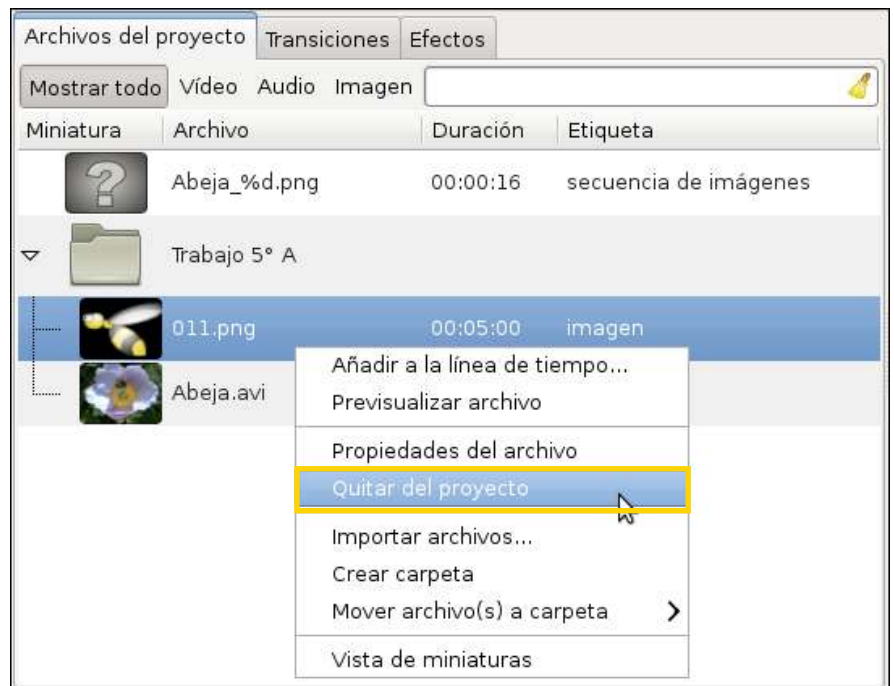 Archivos del proyecto Transiciones Efectos
Mostrar todo Vídeo Audio Imagen
Miniatura Archivo Duración Etiqueta
Abeja_%d.png 00:00:16 secuencia de imágenes
Trabajo 5° A
011.png 00:05:00 imagen
Abeja.avi
Añadir a la línea de tiempo...
Previsualizar archivo
Propiedades del archivo
Quitar del proyecto
Importar archivos...
Crear carpeta
Mover archivo(s) a carpeta
Vista de miniaturas